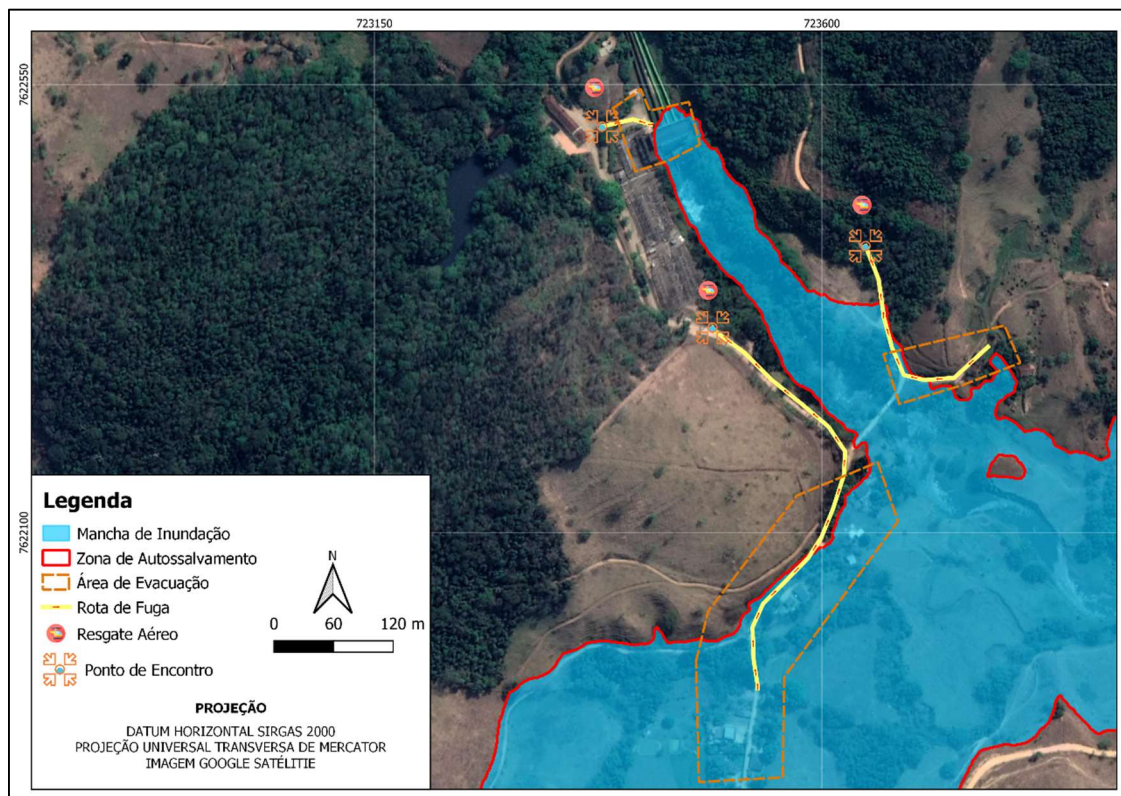 723150
723600
7622550
7622100
Legenda
Mancha de Inundação
Zona de Autossalvamento
Área de Evacuação
Rota de Fuga
Resgate Aéreo
Ponto de Encontro
N
0 60 120 m
PROJEÇÃO
DATUM HORIZONTAL SIRGAS 2000
PROJEÇÃO UNIVERSAL TRANSVERSA DE MERCATOR
IMAGEM GOOGLE SATÉLITIE